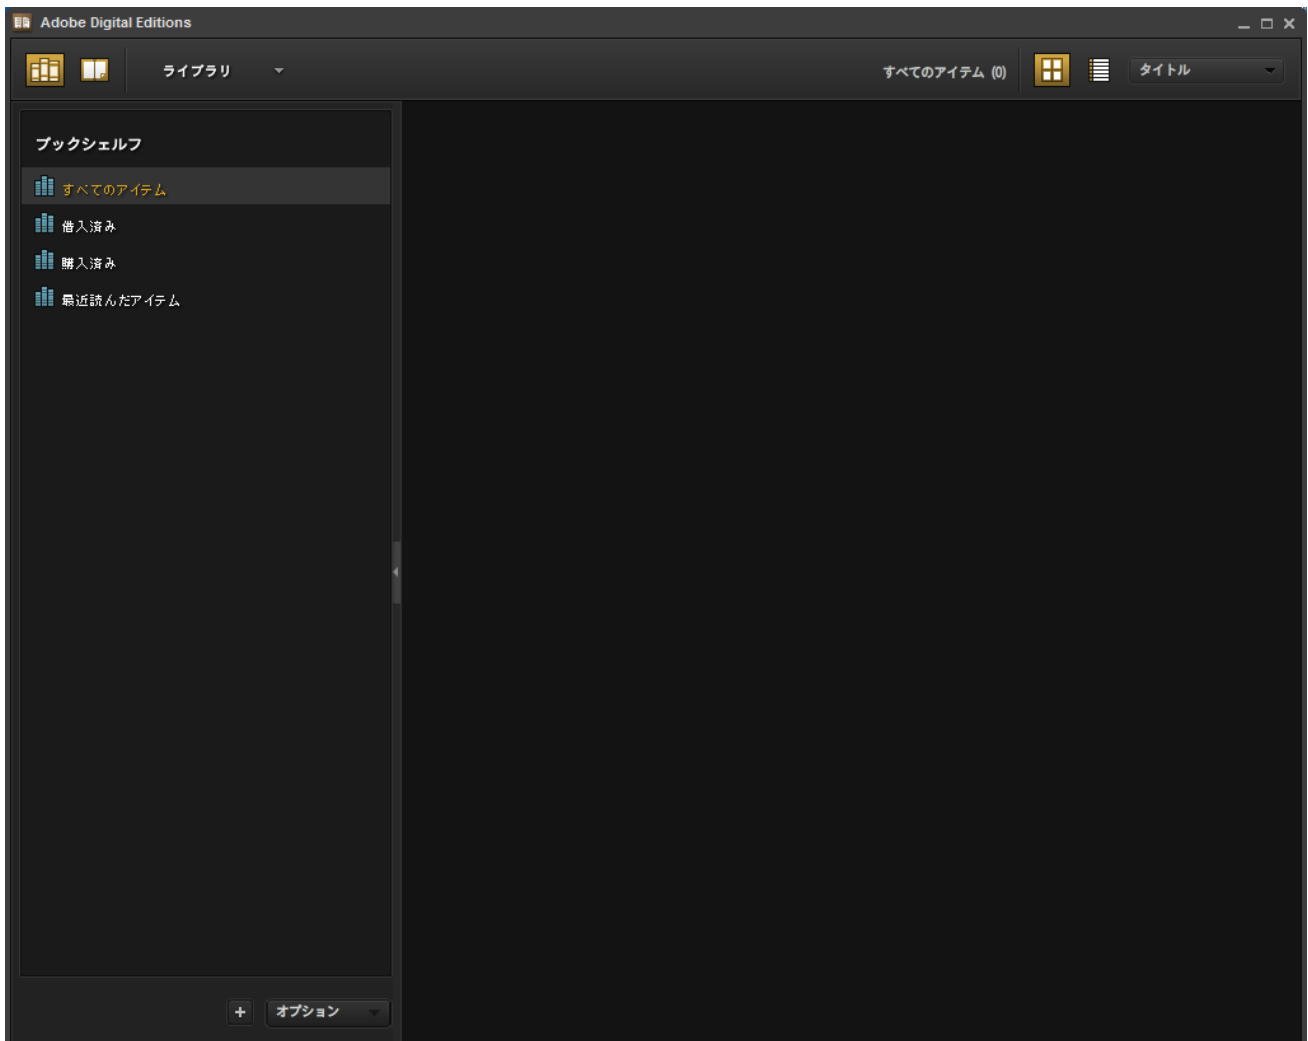 Adobe Digital Editions
ライブラリ
すべてのアイテム (0)
タイトル
ブックシェルフ
すべてのアイテム
借入済み
購入済み
最近読んだアイテム
+ オプション